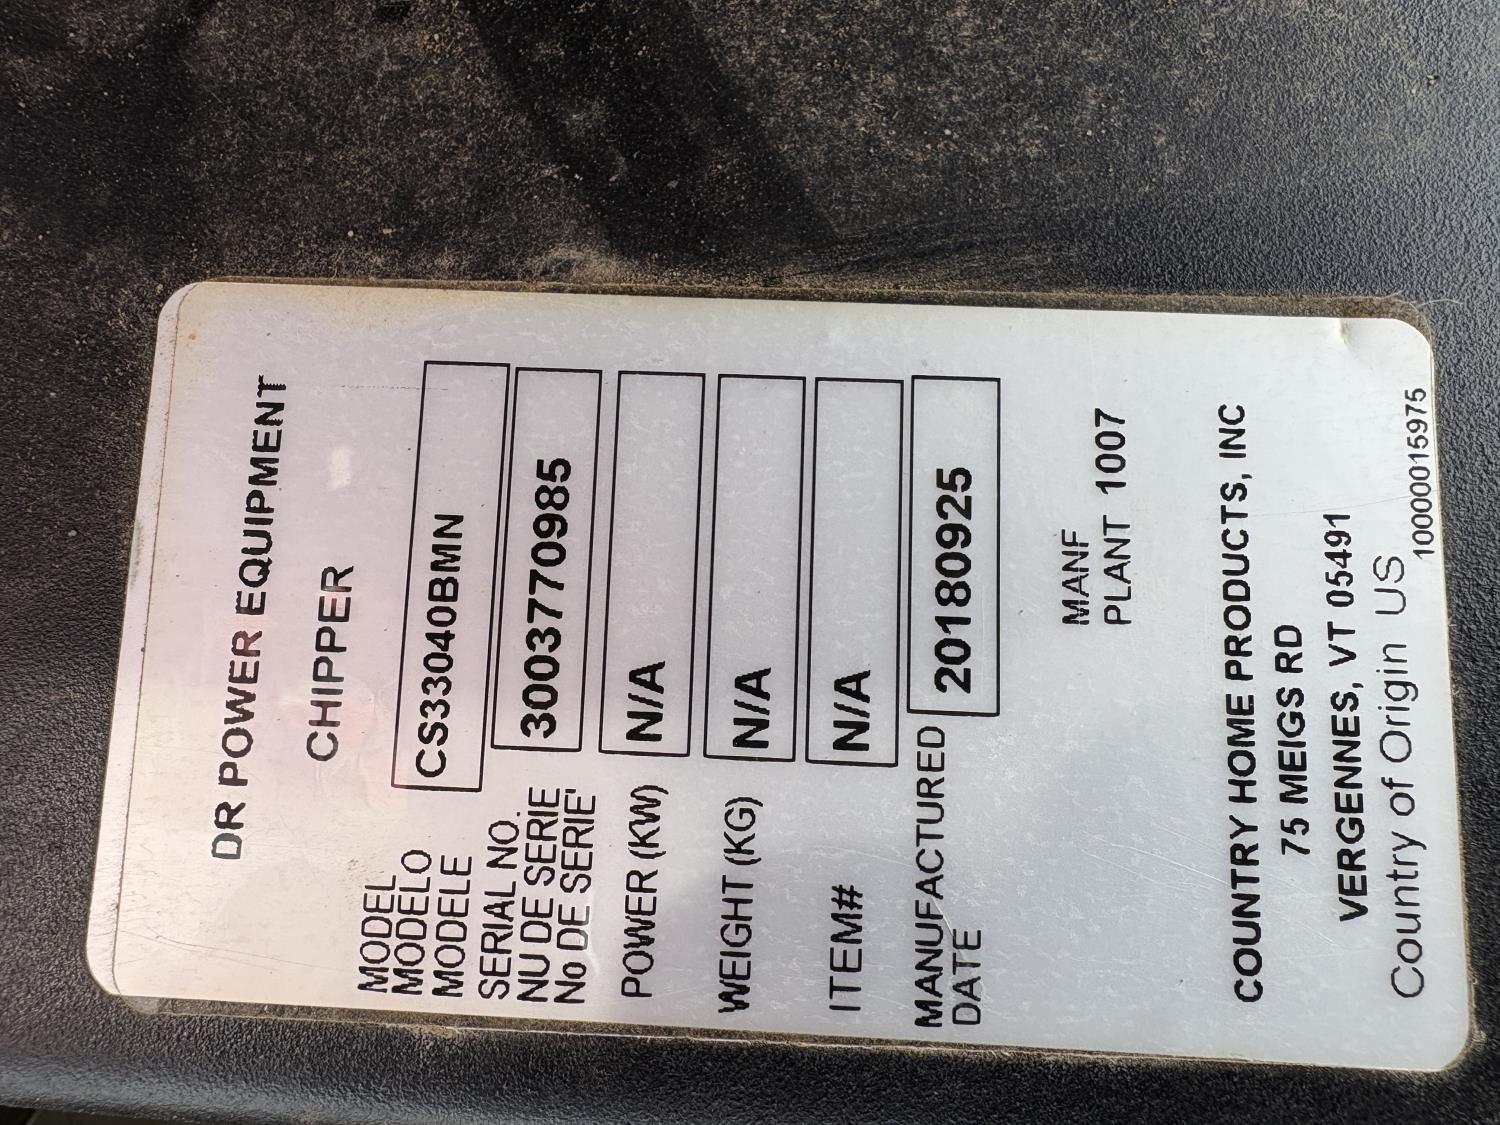 DR POWER EQUIPMENT
CHIPPER
MODEL
MODELO
MODELE
CS33040BMN
SERIAL NO.
NU DE SERIE
No DE SERIE'
3003770985
POWER (KW)
N/A
WEIGHT (KG)
N/A
ITEM#
N/A
MANUFACTURED
DATE
20180925
MANF
PLANT 1007
COUNTRY HOME PRODUCTS, INC
75 MEIGS RD
VERGENNES, VT 05491
Country of Origin US
10000015975